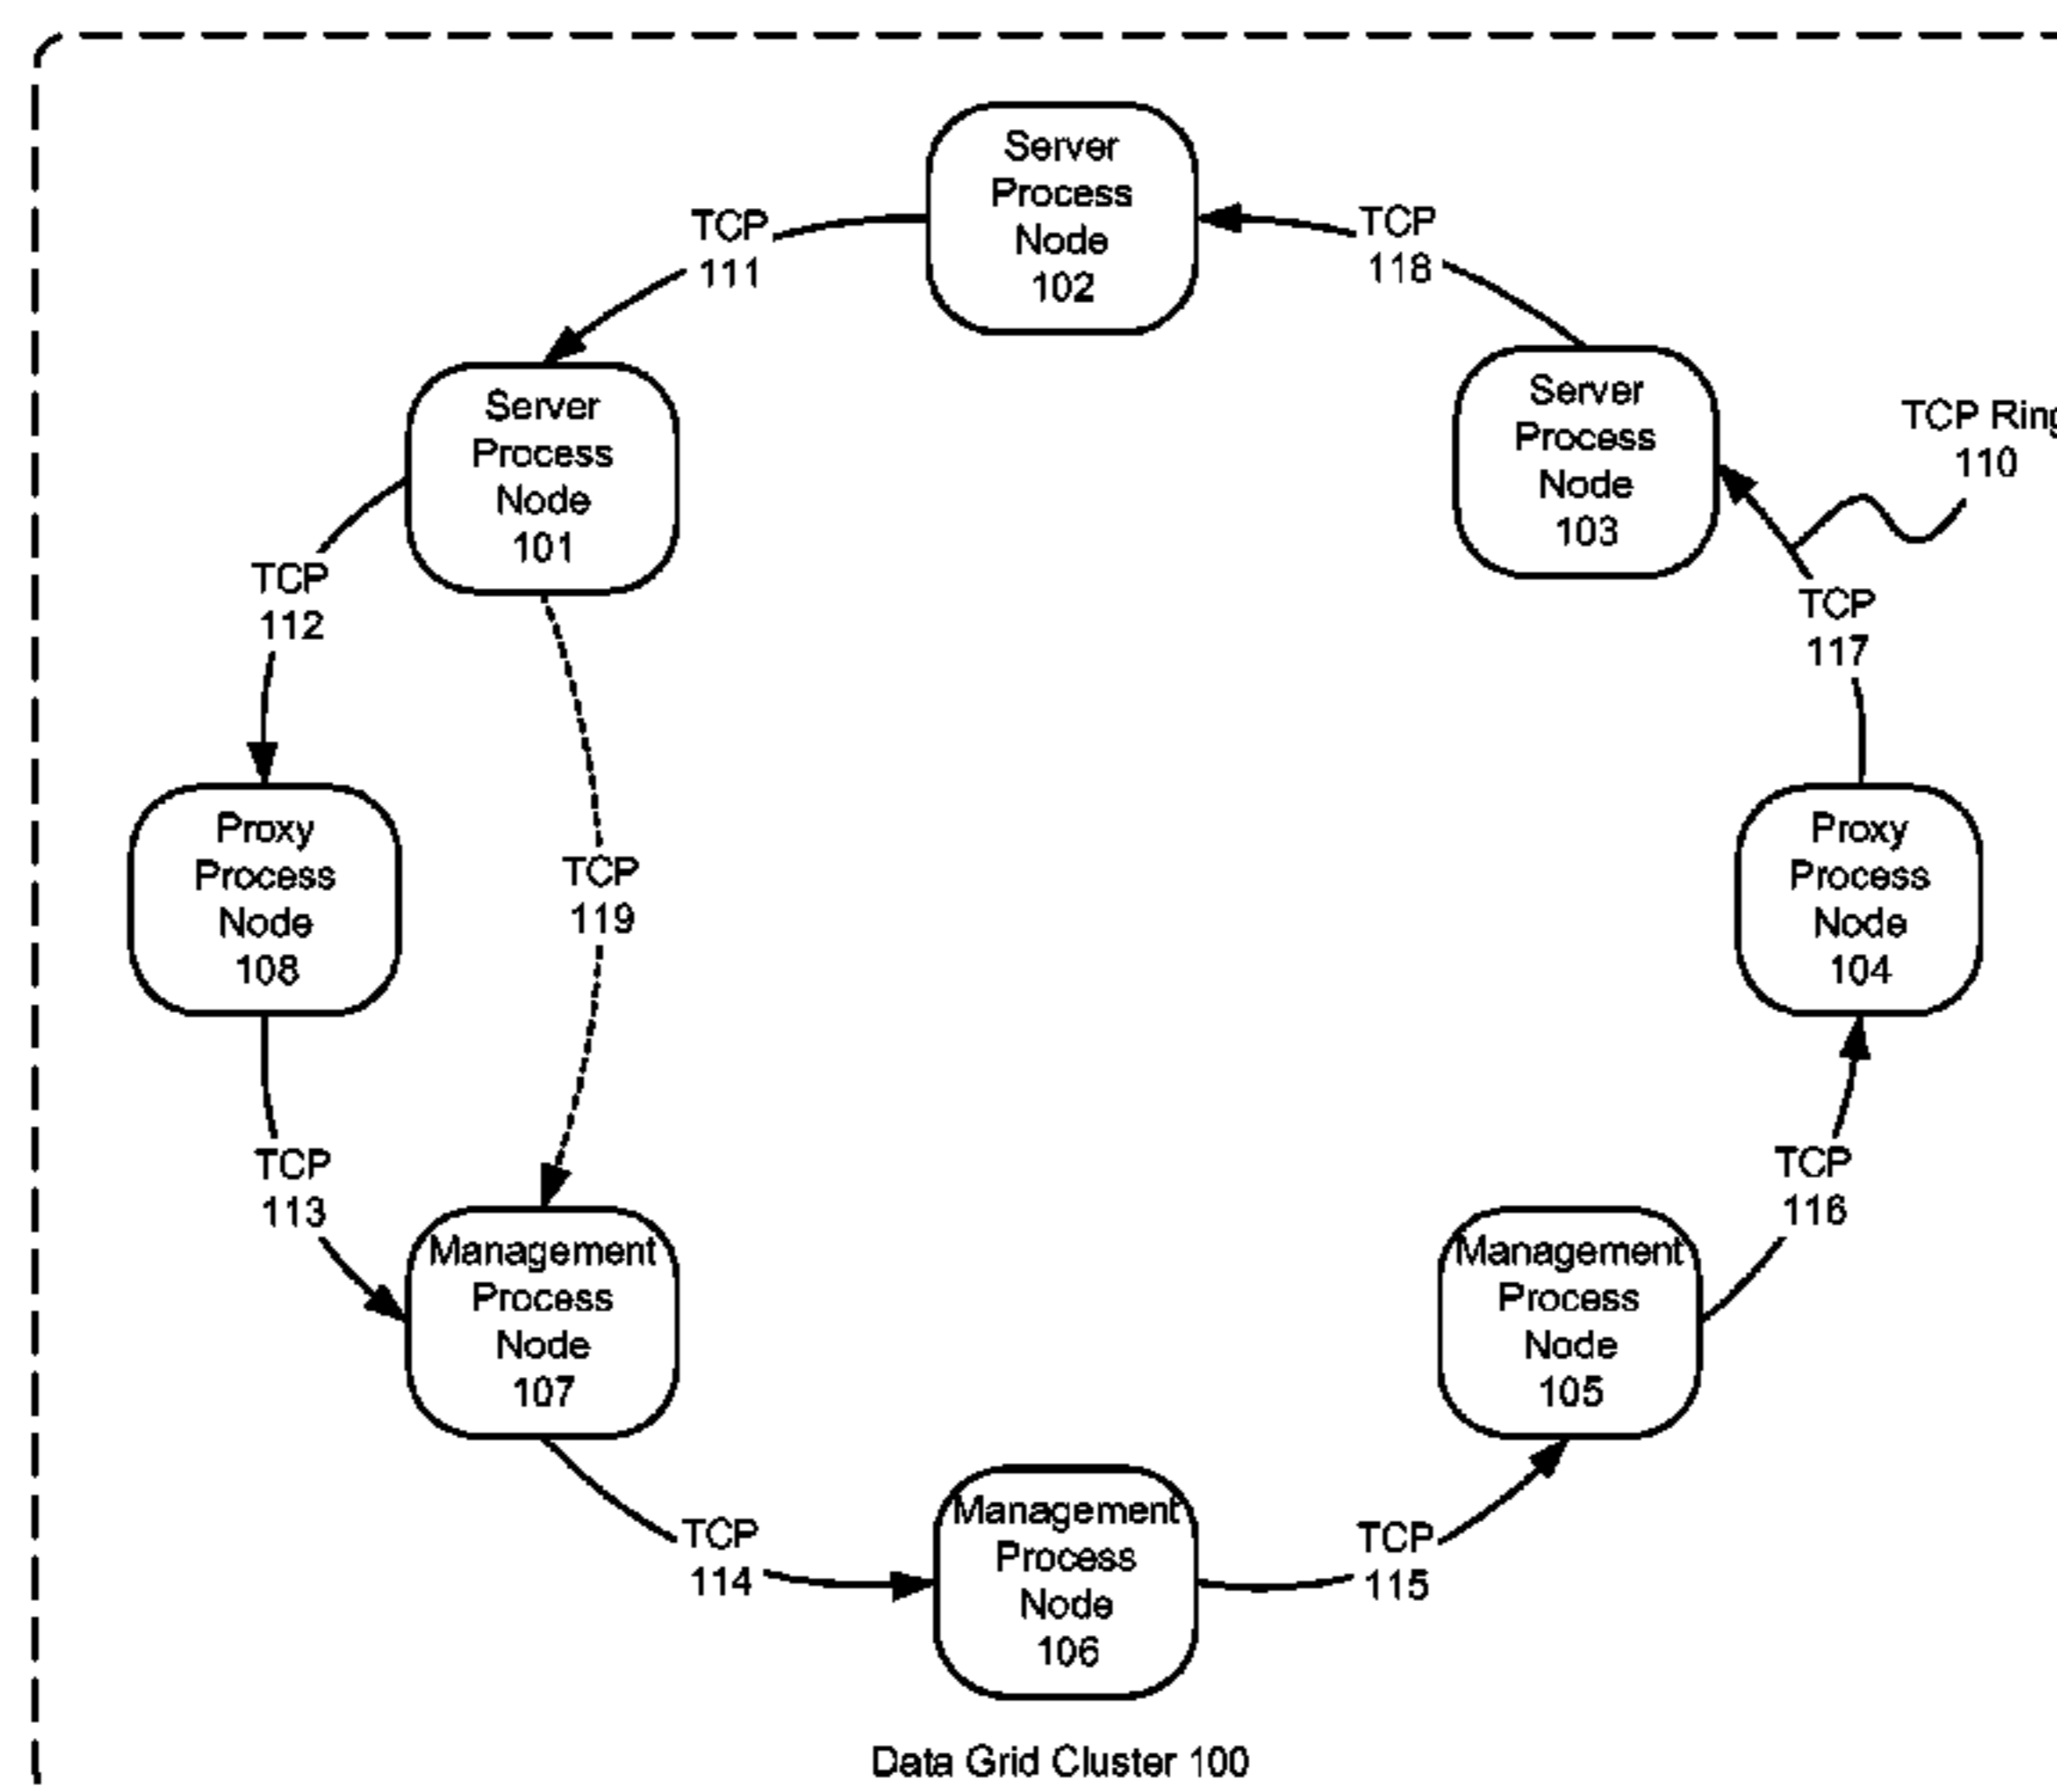 Server
Process
Node
102
TCP
111
TCP
118
Server
Process
Node
101
Server
Process
Node
103
TCP Ring
110
TCP
112
TCP
117
Proxy
Process
Node
108
TCP
119
Proxy
Process
Node
104
TCP
113
TCP
116
Management
Process
Node
107
Management
Process
Node
105
TCP
114
Management
Process
Node
106
TCP
115
Data Grid Cluster 100